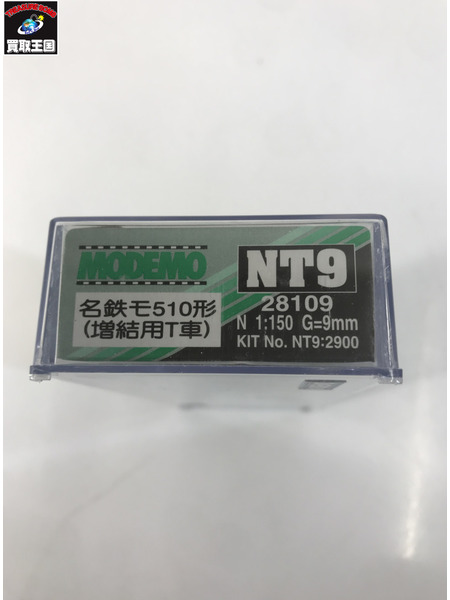 買取王国
MODEMO
名鉄モ510形
(増結用T車)
NT9
28109
N 1:150 G=9mm
KIT No. NT9:2900